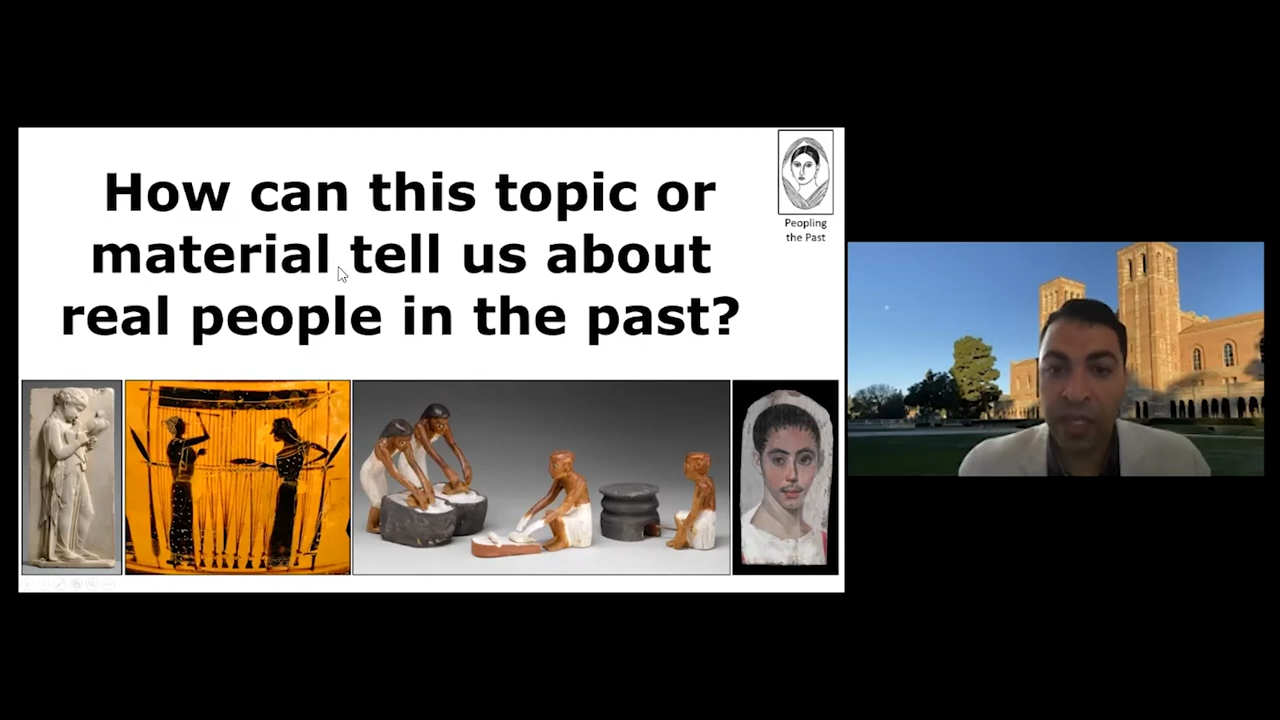 How can this topic or
material tell us about
real people in the past?
Peopling
the Past